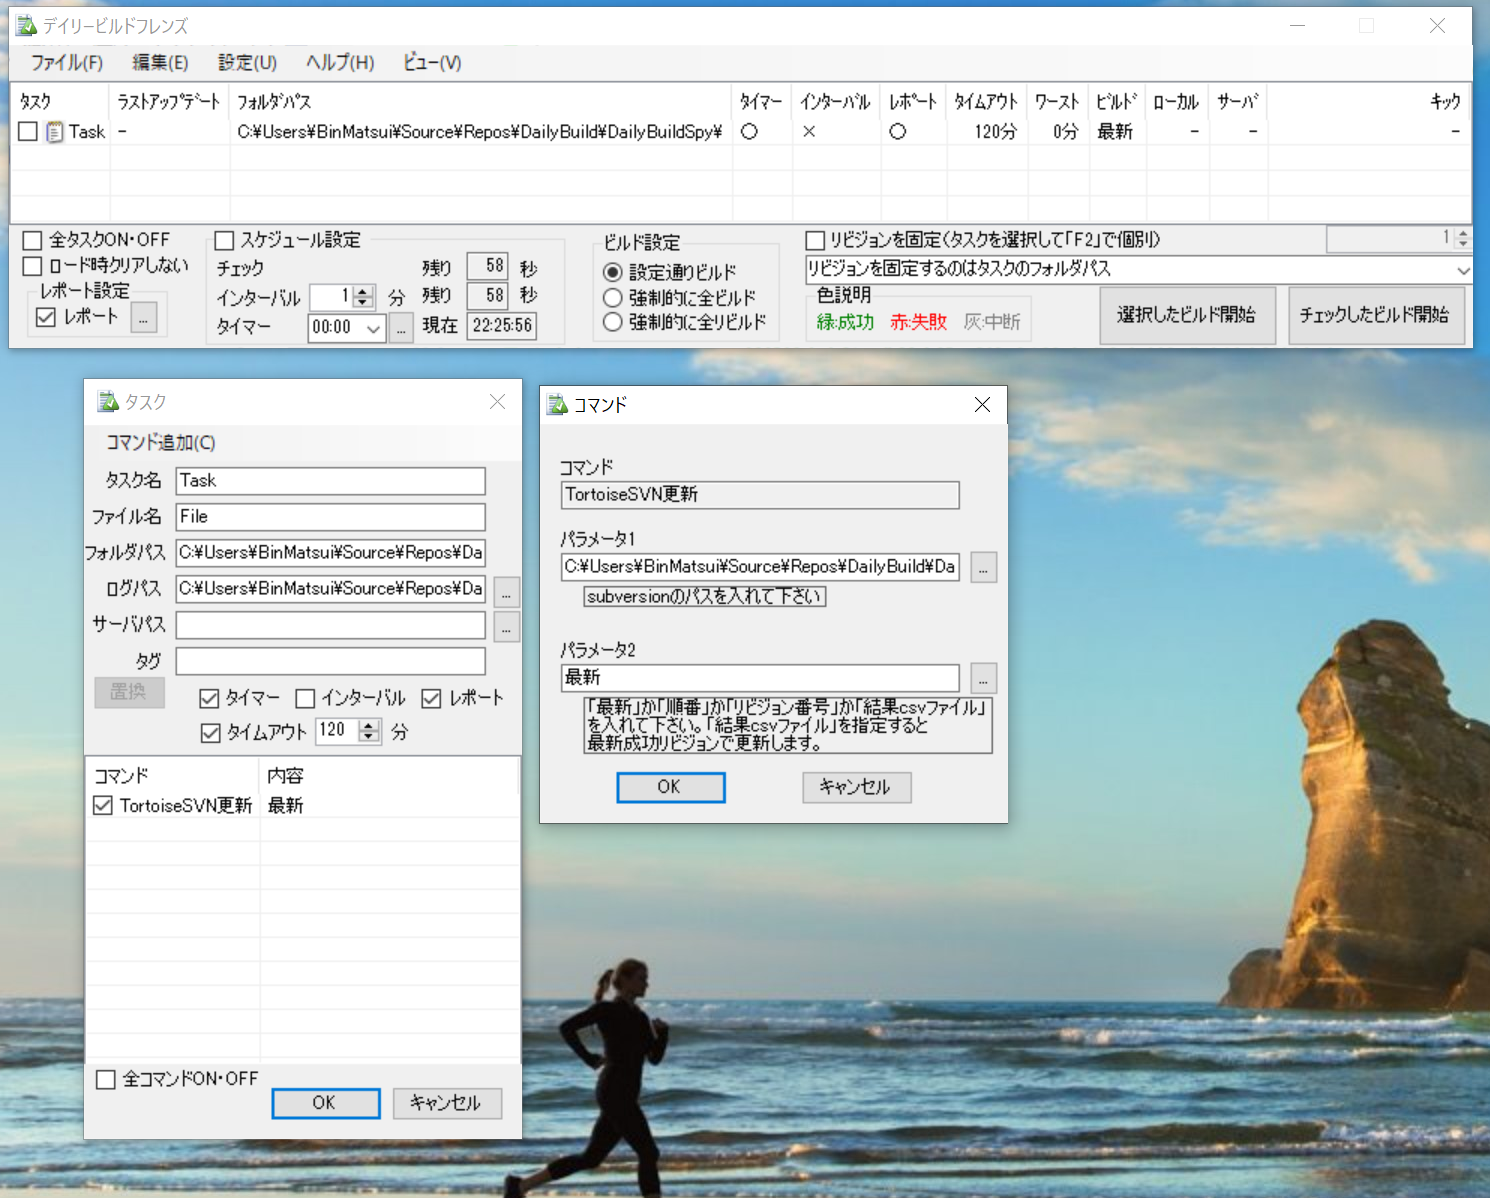 デイリービルドフレンズ
ファイル(F) 編集(E) 設定(U) ヘルプ(H) ビュー(V)
タスク ラストアップデート フォルダパス タイマー インターバル レポート タイムアウト ワースト ビルド ローカル サーバ キック
Task - C:¥Users¥BinMatsui¥Source¥Repos¥DailyBuild¥DailyBuildSpy¥ ○ × ○ 120分 0分 最新 - - -
全タスクON・OFF
ロード時クリアしない
レポート設定
レポート ...
スケジュール設定
チェック 残り 58 秒
インターバル 1 分 残り 58 秒
タイマー 00:00 ... 現在 22:25:56
ビルド設定
設定通りビルド
強制的に全ビルド
強制的に全リビルド
リビジョンを固定(タスクを選択して「F2」で個別) 1
リビジョンを固定するのはタスクのフォルダパス
色説明
緑:成功 赤:失敗 灰:中断
選択したビルド開始 チェックしたビルド開始
タスク
コマンド追加(C)
タスク名 Task
ファイル名 File
フォルダパス C:¥Users¥BinMatsui¥Source¥Repos¥Da
ログパス C:¥Users¥BinMatsui¥Source¥Repos¥Da ...
サーバパス ...
タグ
置換 タイマー インターバル レポート
タイムアウト 120 分
コマンド 内容
TortoiseSVN更新 最新
全コマンドON・OFF
OK キャンセル
コマンド
コマンド
TortoiseSVN更新
パラメータ1
C:¥Users¥BinMatsui¥Source¥Repos¥DailyBuild¥Da ...
subversionのパスを入れて下さい
パラメータ2
最新 ...
「最新」か「順番」か「リビジョン番号」か「結果csvファイル」
を入れて下さい。「結果csvファイル」を指定すると
最新成功リビジョンで更新します。
OK キャンセル